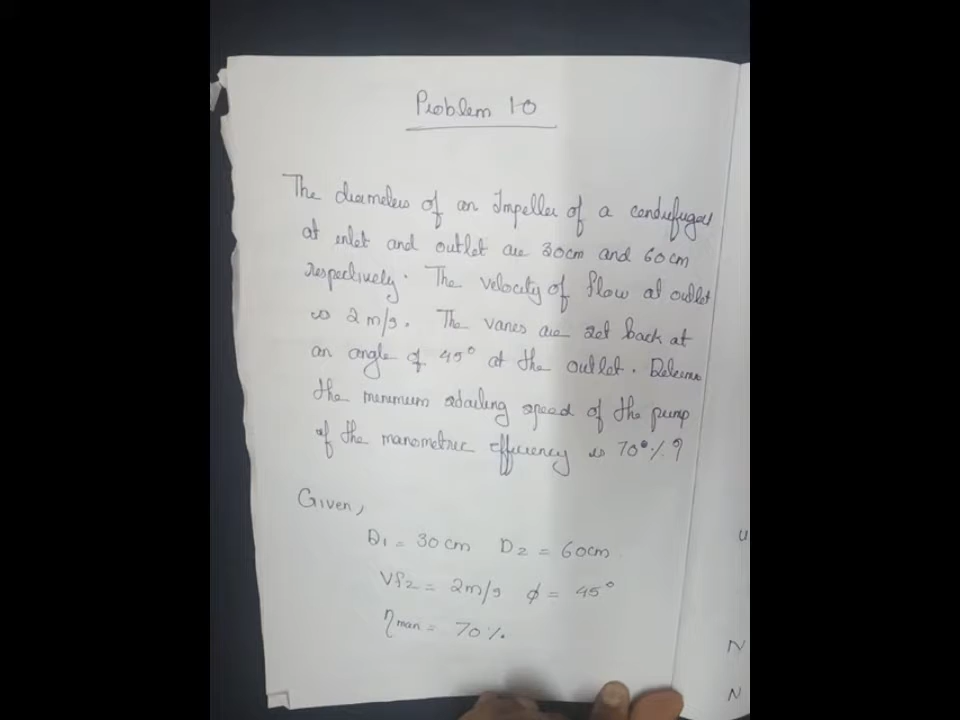 Problem 10
The diameters of an Impeller of a centrifugal
at inlet and outlet are 30cm and 60cm
respectively. The velocity of flow at outlet
is 2m/s. The vanes are set back at
an angle of 45° at the outlet. Determine
the minimum starting speed of the pump
if the manometric efficiency is 70%?
Given,
D1 = 30cm D2 = 60cm
Vf2 = 2m/s φ = 45°
ηman = 70%
N
N